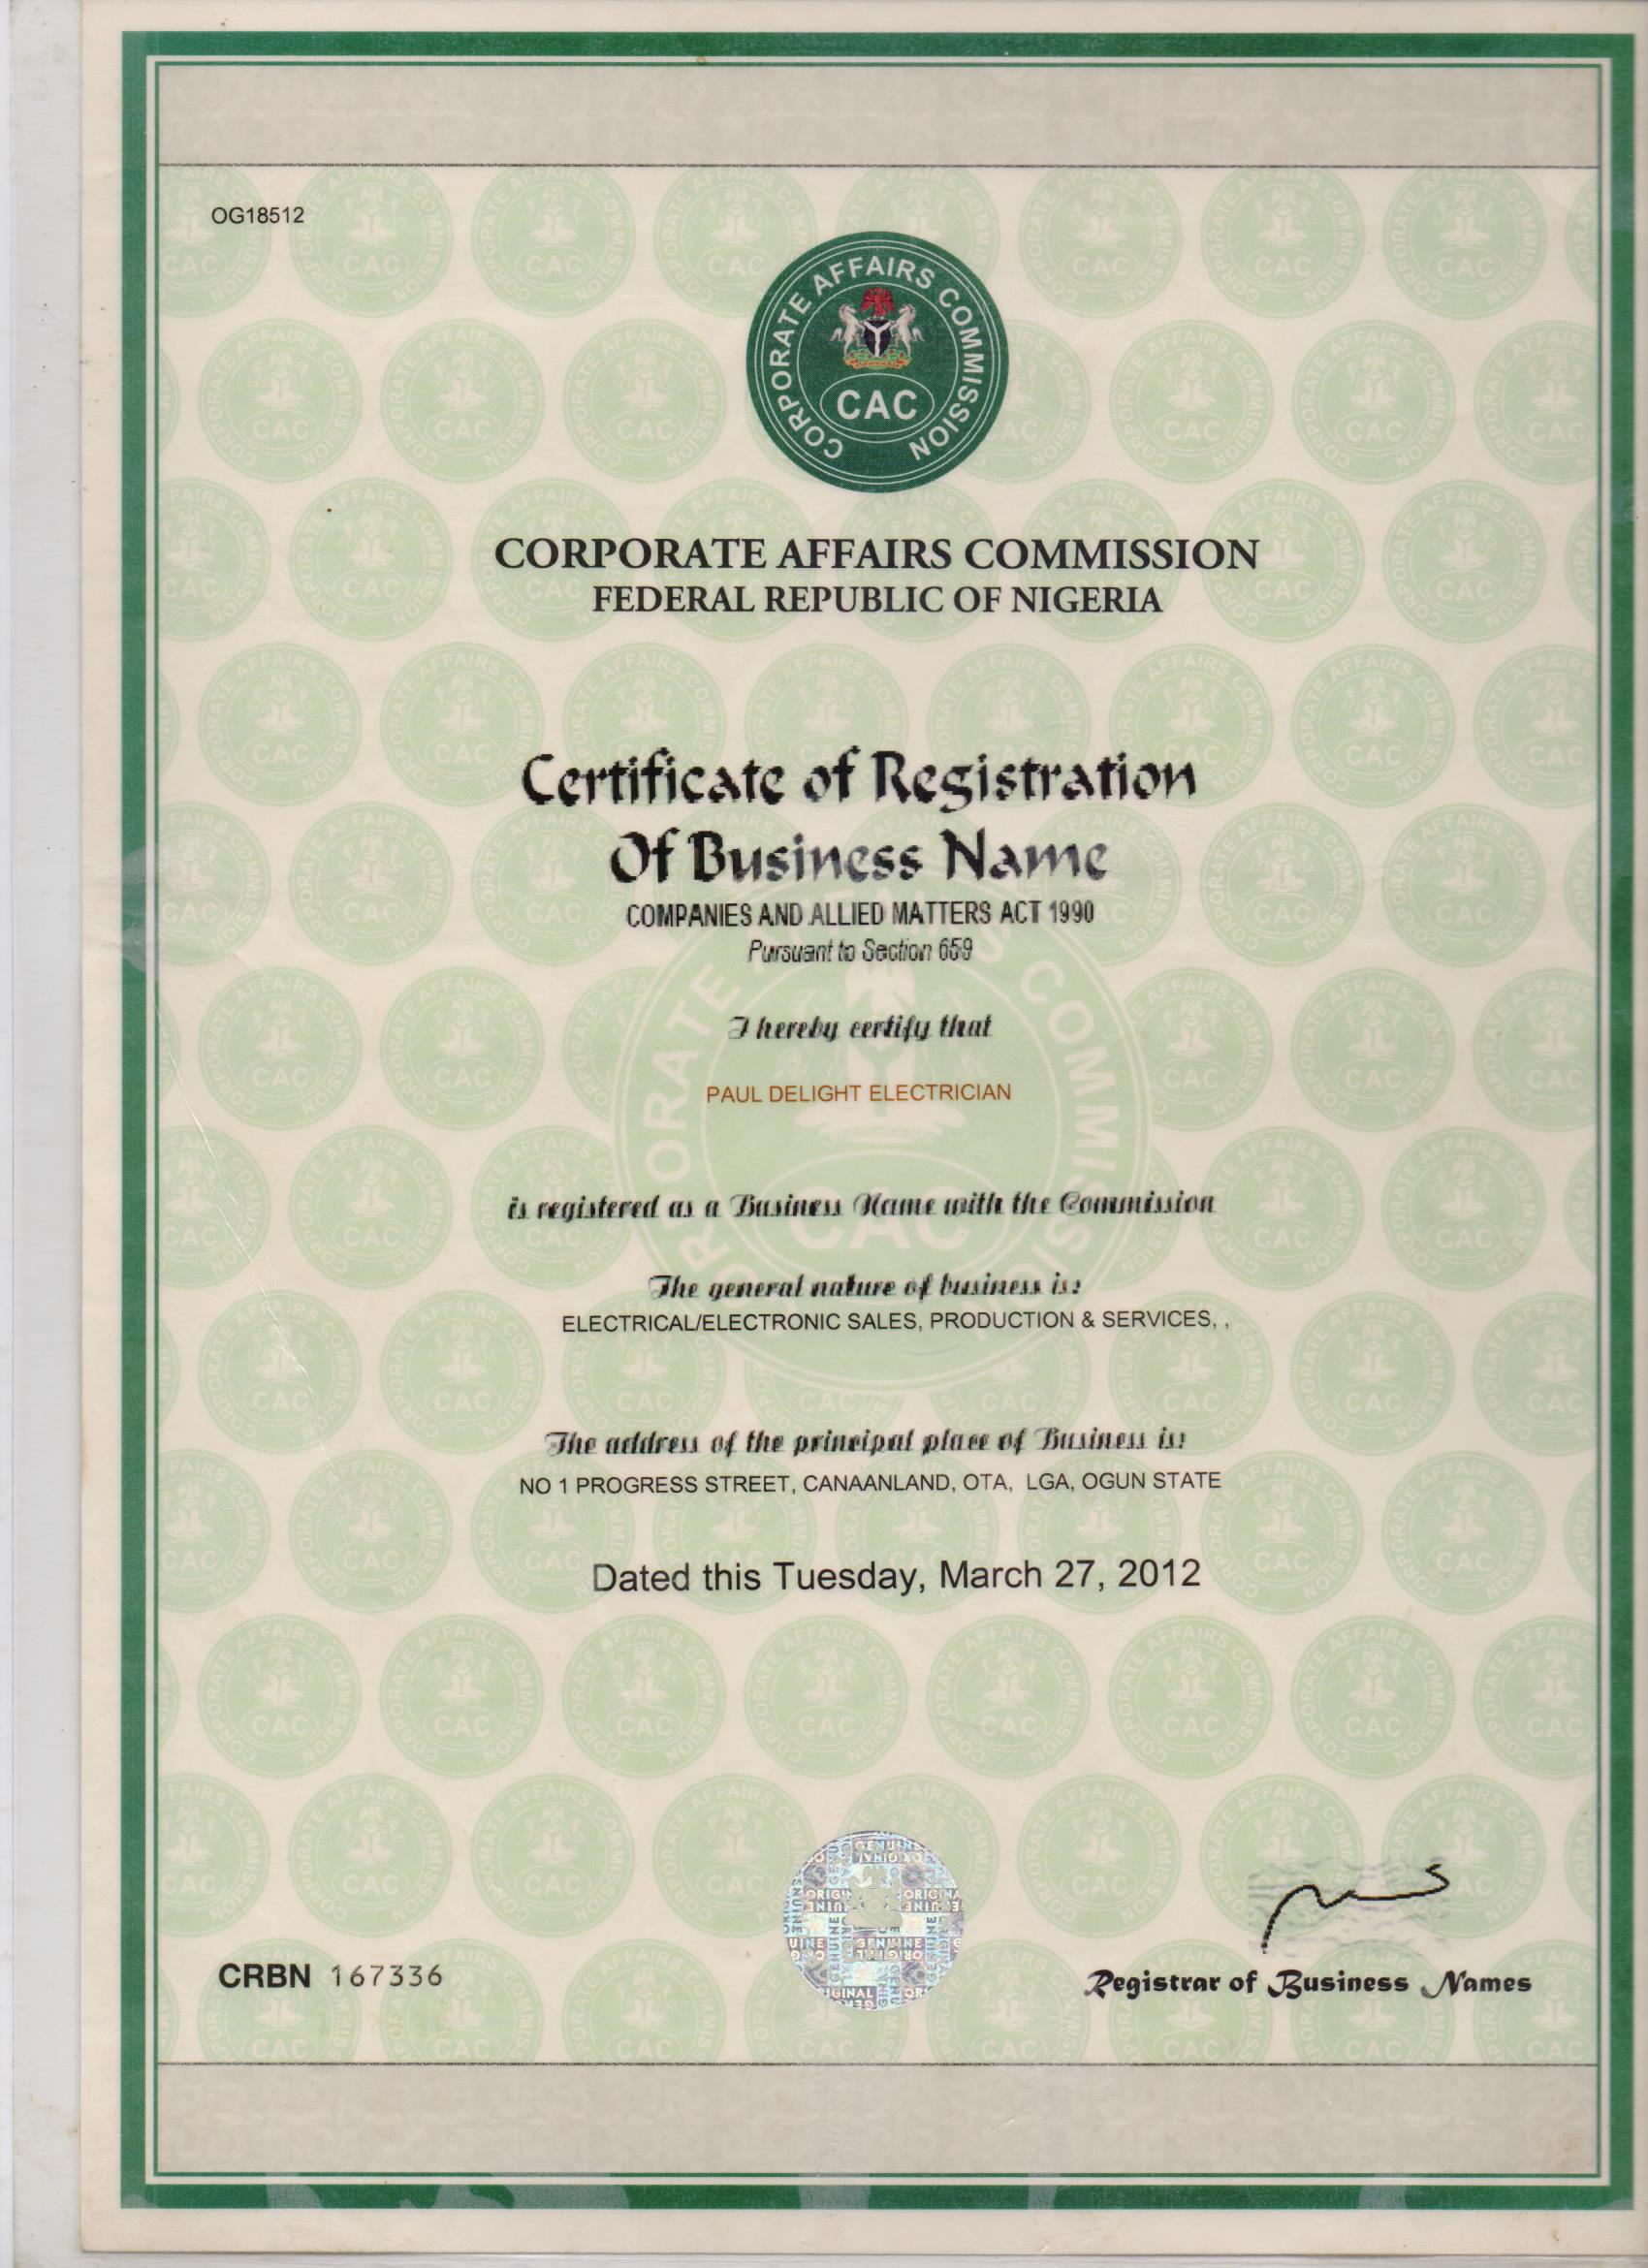 OG18512
CORPORATE AFFAIRS COMMISSION
CAC
CORPORATE AFFAIRS COMMISSION
FEDERAL REPUBLIC OF NIGERIA
Certificate of Registration
Of Business Name
COMPANIES AND ALLIED MATTERS ACT 1990
Pursuant to Section 659
I hereby certify that
PAUL DELIGHT ELECTRICIAN
is registered as a Business Name with the Commission
The general nature of business is:
ELECTRICAL/ELECTRONIC SALES, PRODUCTION & SERVICES, ,
The address of the principal place of Business is:
NO 1 PROGRESS STREET, CANAANLAND, OTA, LGA, OGUN STATE
Dated this Tuesday, March 27, 2012
GENUINE
ORIGINAL
CRBN 167336
Registrar of Business Names